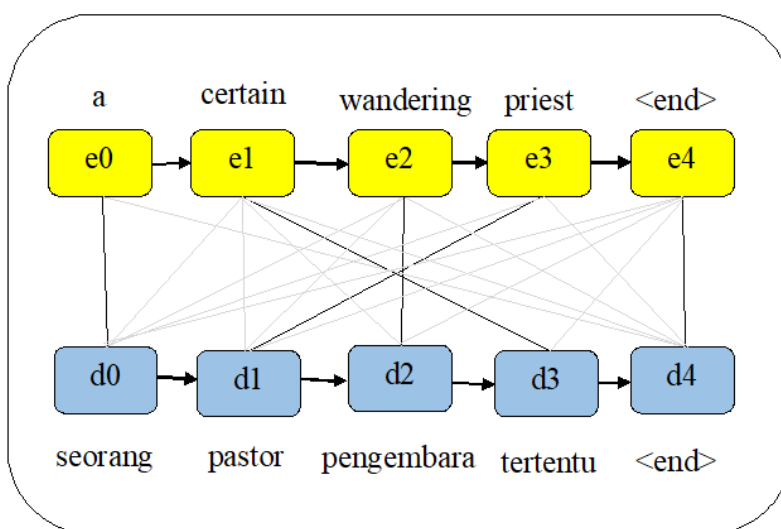 a certain wandering priest <end>
e0 e1 e2 e3 e4
d0 d1 d2 d3 d4
seorang pastor pengembara tertentu <end>